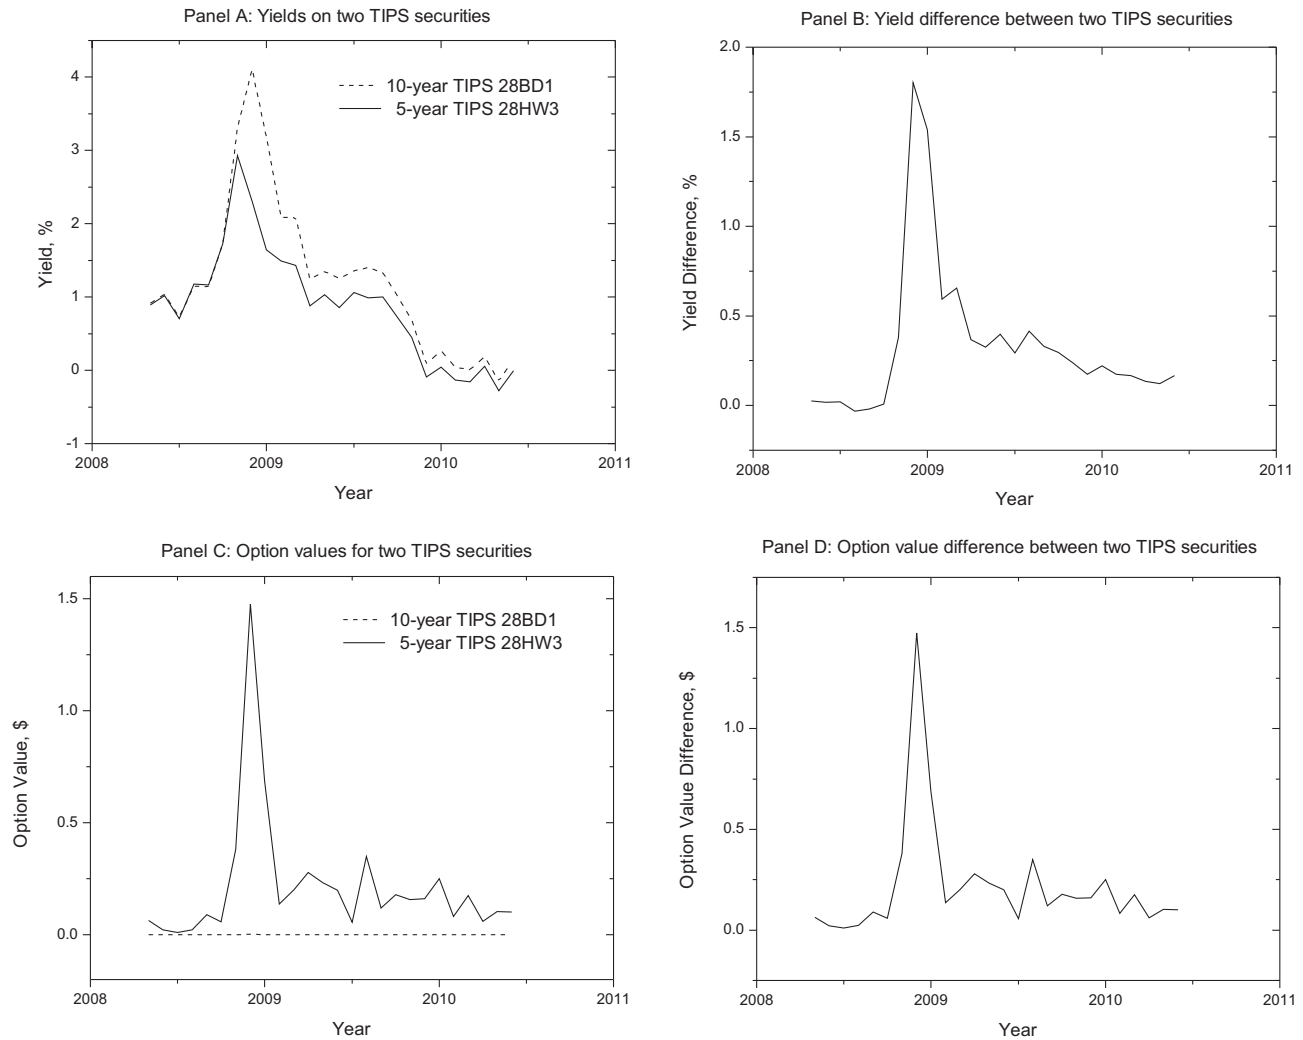 Panel A: Yields on two TIPS securities
10-year TIPS 28BD1
5-year TIPS 28HW3
Yield, %
4
3
2
1
0
-1
2008 2009 2010 2011
Year
Panel B: Yield difference between two TIPS securities
Yield Difference, %
2.0
1.5
1.0
0.5
0.0
2008 2009 2010 2011
Year
Panel C: Option values for two TIPS securities
10-year TIPS 28BD1
5-year TIPS 28HW3
Option Value, $
1.5
1.0
0.5
0.0
2008 2009 2010 2011
Year
Panel D: Option value difference between two TIPS securities
Option Value Difference, $
1.5
1.0
0.5
0.0
2008 2009 2010 2011
Year